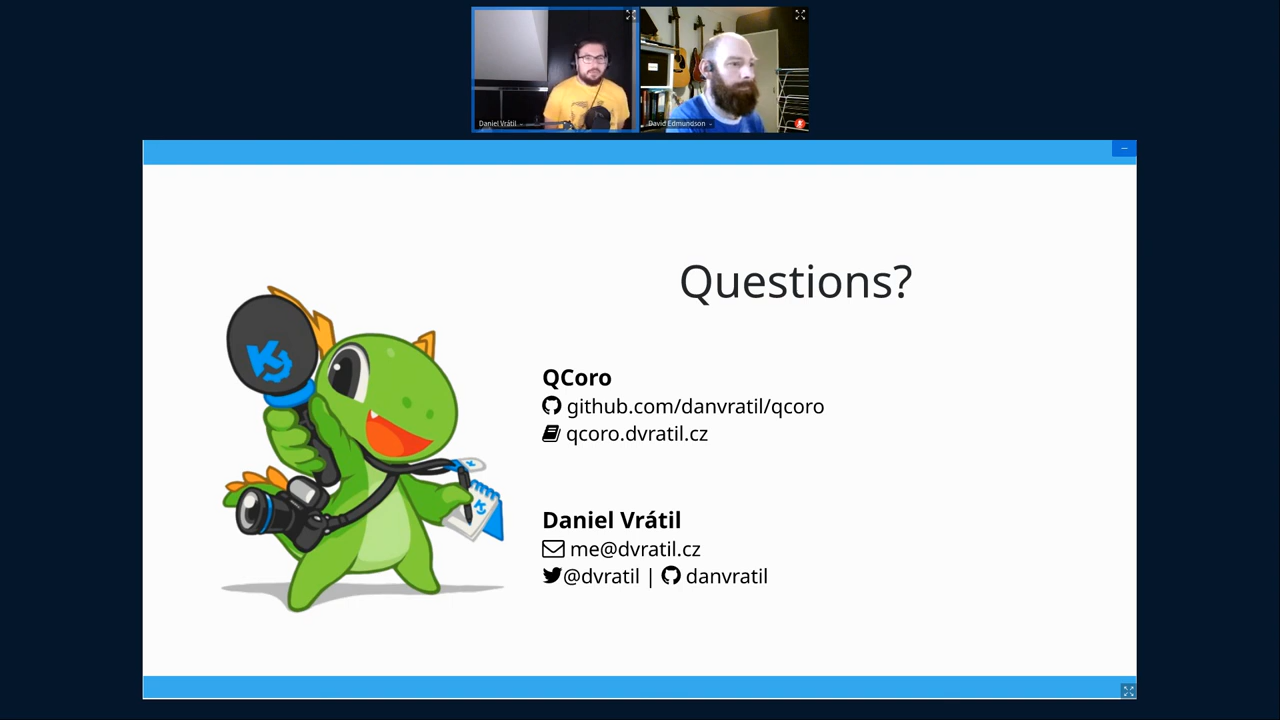 Daniel Vrátil
David Edmundson
Questions?
QCoro
github.com/danvratil/qcoro
qcoro.dvratil.cz
Daniel Vrátil
me@dvratil.cz
@dvratil | danvratil